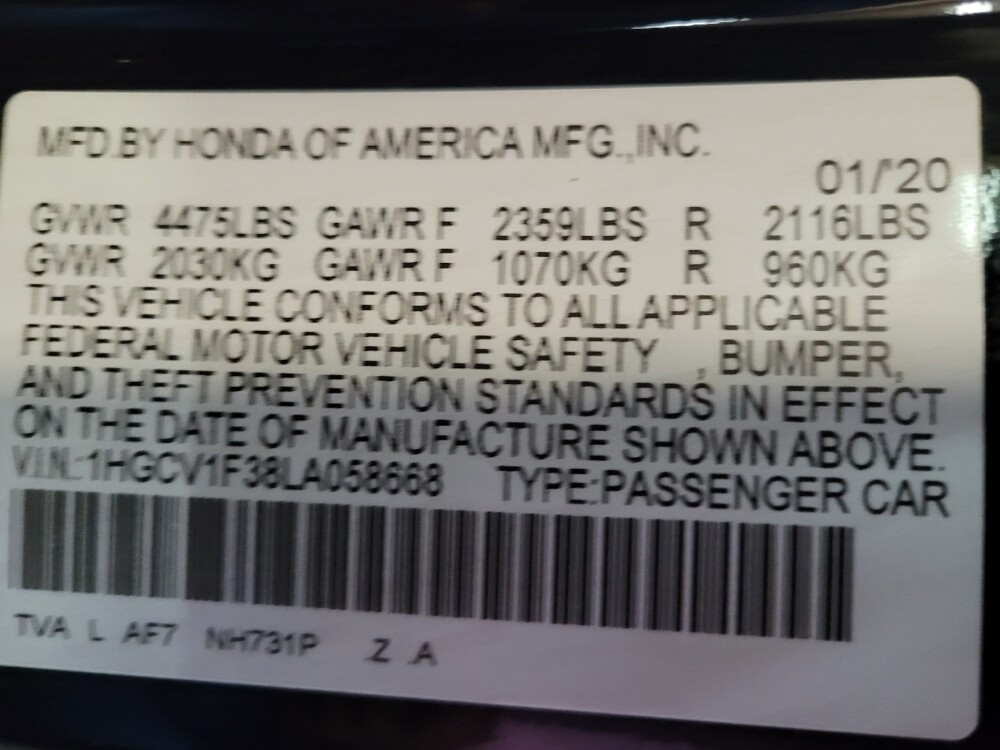 MFD.BY HONDA OF AMERICA MFG.,INC.
01/'20
GVWR 4475LBS GAWR F 2359LBS R 2116LBS
GVWR 2030KG GAWR F 1070KG R 960KG
THIS VEHICLE CONFORMS TO ALL APPLICABLE
FEDERAL MOTOR VEHICLE SAFETY , BUMPER,
AND THEFT PREVENTION STANDARDS IN EFFECT
ON THE DATE OF MANUFACTURE SHOWN ABOVE.
V.I.N.:1HGCV1F38LA058668 TYPE:PASSENGER CAR
TVA L AF7 NH731P Z .A